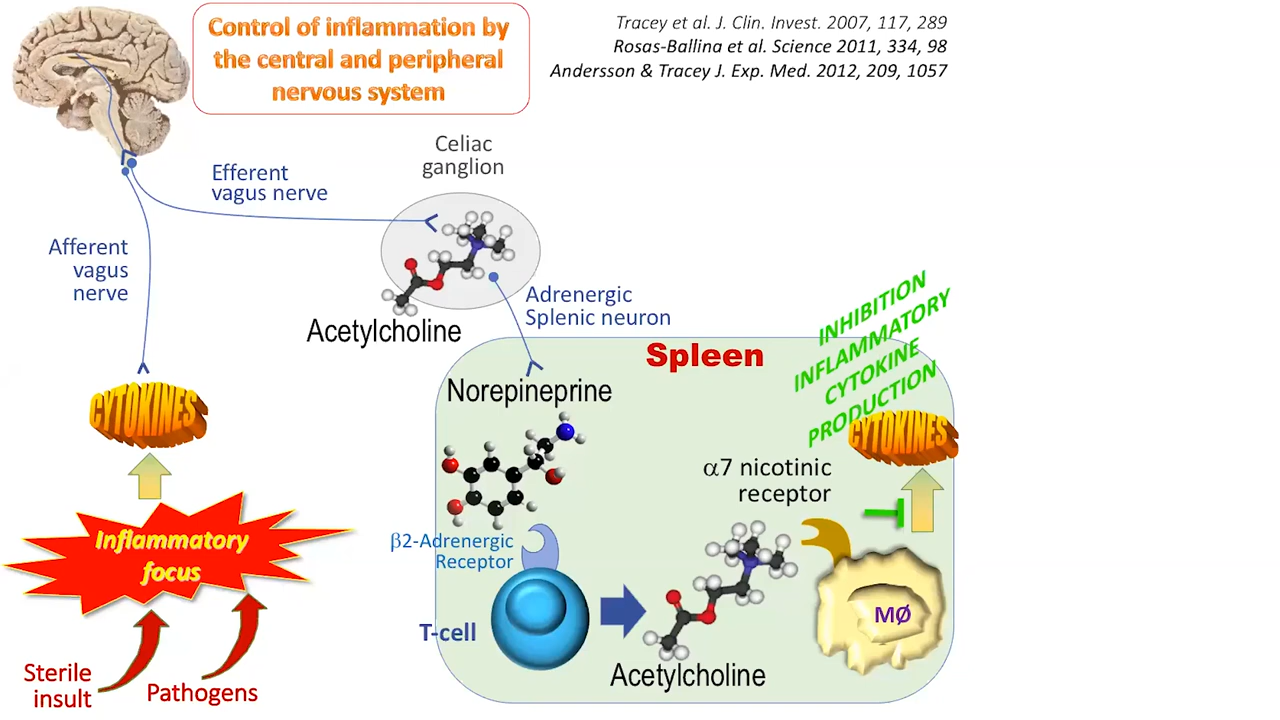 Control of inflammation by
the central and peripheral
nervous system
Tracey et al. J. Clin. Invest. 2007, 117, 289
Rosas-Ballina et al. Science 2011, 334, 98
Andersson & Tracey J. Exp. Med. 2012, 209, 1057
Celiac
ganglion
Efferent
vagus nerve
Afferent
vagus
nerve
Acetylcholine
Adrenergic
Splenic neuron
Spleen
INHIBITION
INFLAMMATORY
CYTOKINE
PRODUCTION
CYTOKINES
Norepineprine
CYTOKINES
α7 nicotinic
receptor
β2-Adrenergic
Receptor
Inflammatory
focus
T-cell
MØ
Acetylcholine
Sterile
insult
Pathogens